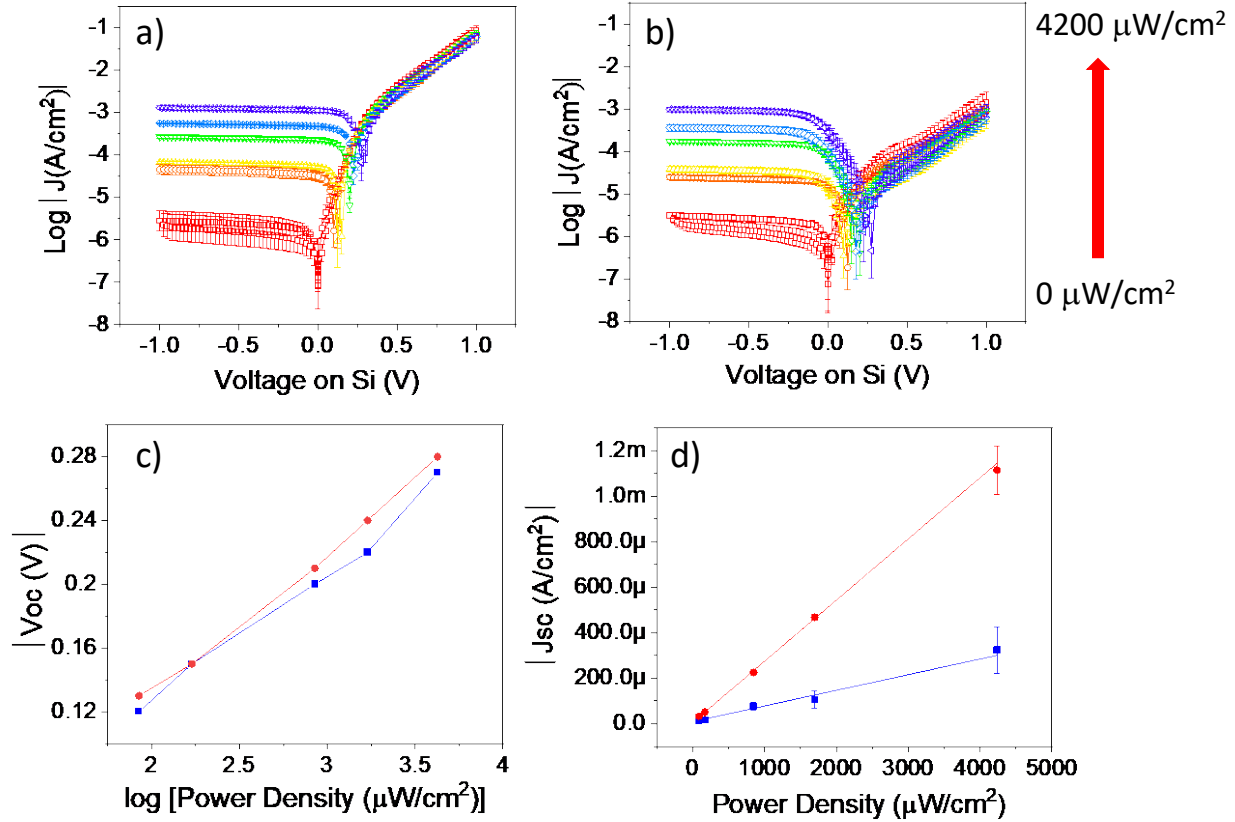 a)
Log | J(A/cm²)|
-1
-2
-3
-4
-5
-6
-7
-8
-1.0 -0.5 0.0 0.5 1.0
Voltage on Si (V)
b)
Log | J(A/cm²)|
-1
-2
-3
-4
-5
-6
-7
-8
-1.0 -0.5 0.0 0.5 1.0
Voltage on Si (V)
4200 μW/cm²
0 μW/cm²
c)
| Voc (V) |
0.28
0.24
0.2
0.16
0.12
2 2.5 3 3.5 4
log [Power Density (μW/cm²)]
d)
| Jsc (A/cm²) |
1.2m
1.0m
800.0μ
600.0μ
400.0μ
200.0μ
0.0
0 1000 2000 3000 4000 5000
Power Density (μW/cm²)